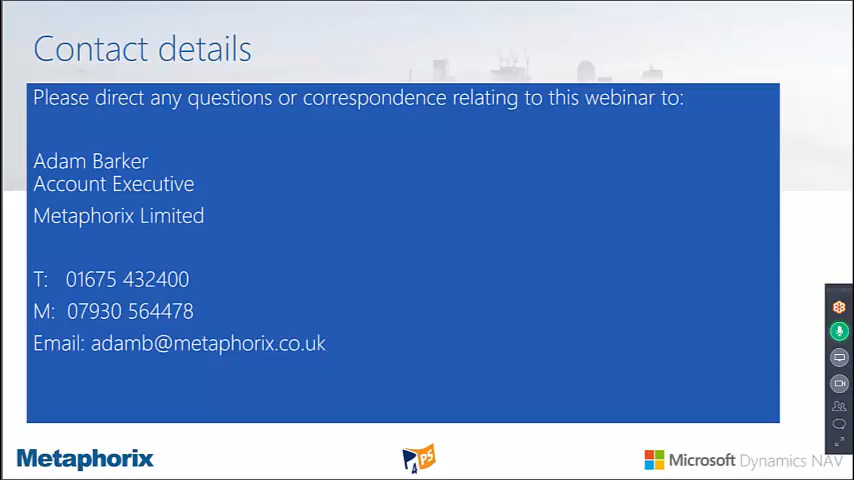 Contact details
Please direct any questions or correspondence relating to this webinar to:
Adam Barker
Account Executive
Metaphorix Limited
T: 01675 432400
M: 07930 564478
Email: adamb@metaphorix.co.uk
Metaphorix
PS
Microsoft Dynamics NAV